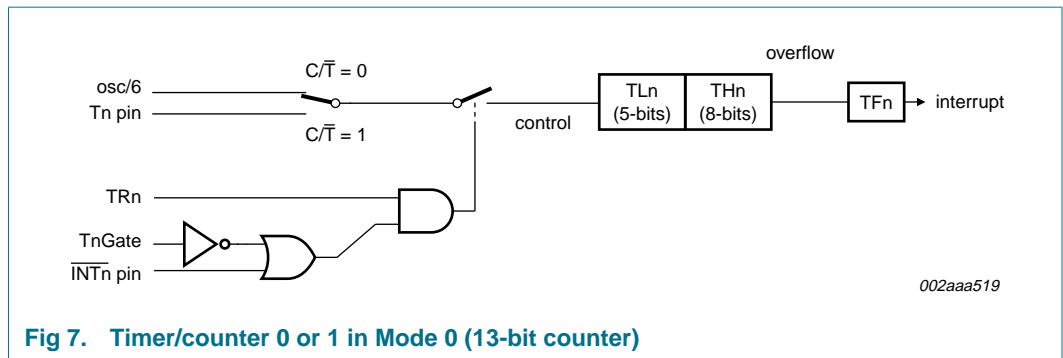 overflow
osc/6
C/T̅ = 0
Tn pin
C/T̅ = 1
control
TLn
(5-bits)
THn
(8-bits)
TFn
interrupt
TRn
TnGate
I̅N̅T̅n̅ pin
002aaa519
Fig 7. Timer/counter 0 or 1 in Mode 0 (13-bit counter)